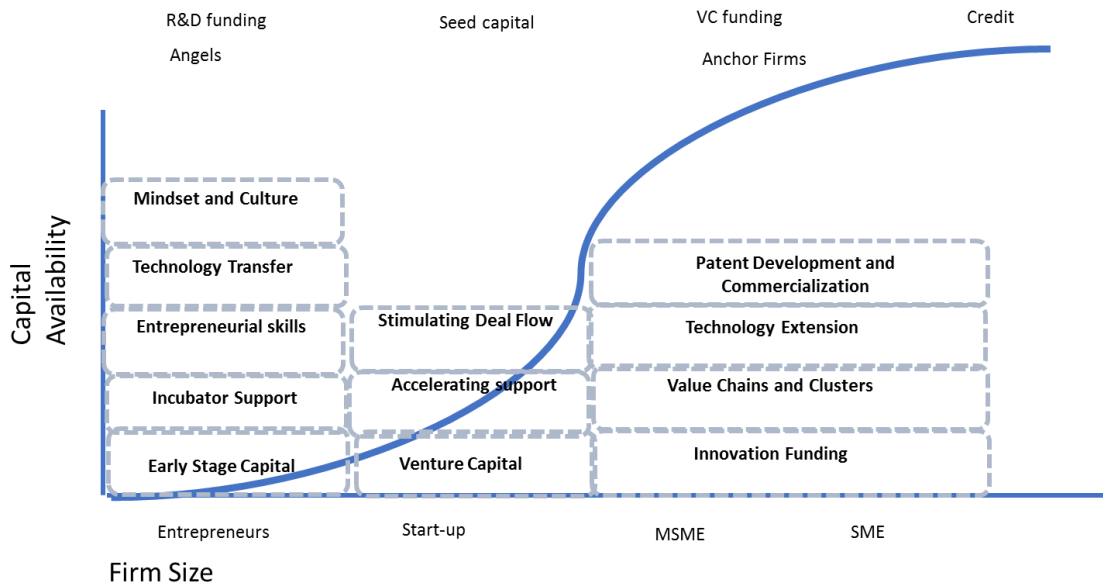 R&D funding
Seed capital
VC funding
Credit
Angels
Anchor Firms
Capital
Availability
Mindset and Culture
Technology Transfer
Entrepreneurial skills
Incubator Support
Early Stage Capital
Stimulating Deal Flow
Accelerating support
Venture Capital
Patent Development and
Commercialization
Technology Extension
Value Chains and Clusters
Innovation Funding
Entrepreneurs
Start-up
MSME
SME
Firm Size